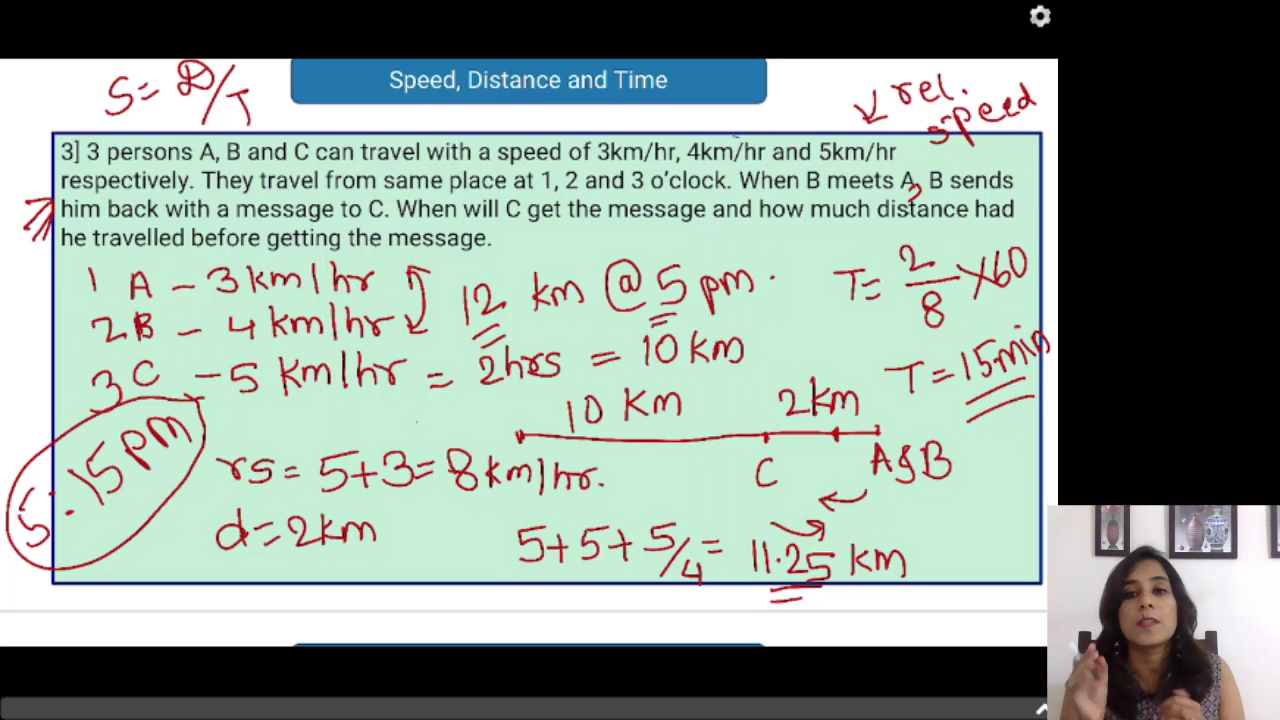 S = D/T
Speed, Distance and Time
↙ rel. speed
3] 3 persons A, B and C can travel with a speed of 3km/hr, 4km/hr and 5km/hr
respectively. They travel from same place at 1, 2 and 3 o'clock. When B meets A, B sends
him back with a message to C. When will C get the message and how much distance had
he travelled before getting the message.
1 A - 3 km/hr
2 B - 4 km/hr
12 km @ 5 pm.
T = 2/8 × 60
3 C - 5 km/hr = 2hrs = 10 km
T = 15 min
10 Km 2 km
C A & B
5.15 pm
rs = 5+3 = 8 km/hr.
d = 2km
5+5+5/4 = 11.25 km